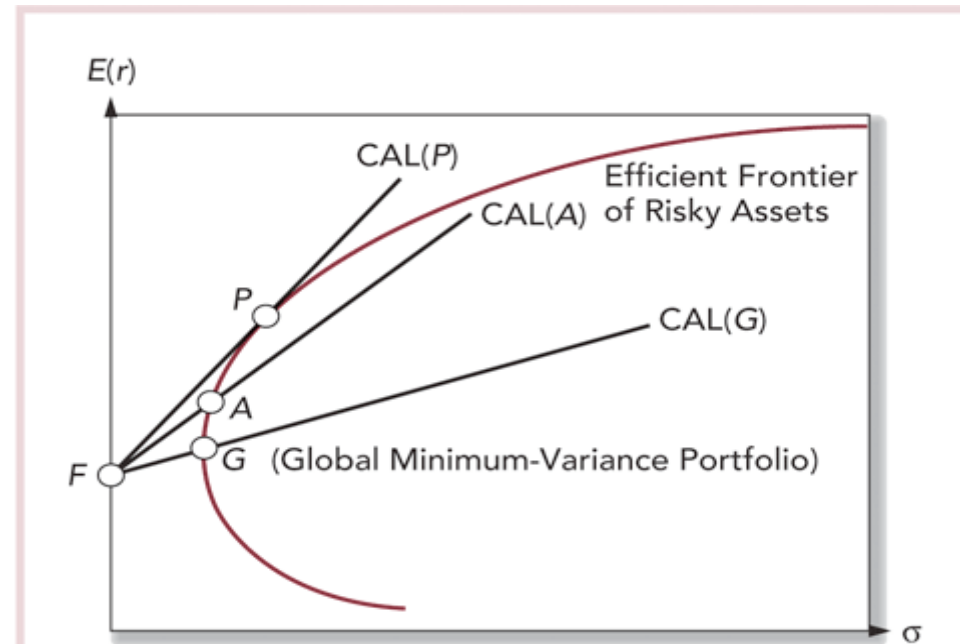 E(r)
CAL(P)
Efficient Frontier
of Risky Assets
CAL(A)
P
CAL(G)
A
G (Global Minimum-Variance Portfolio)
F
σ